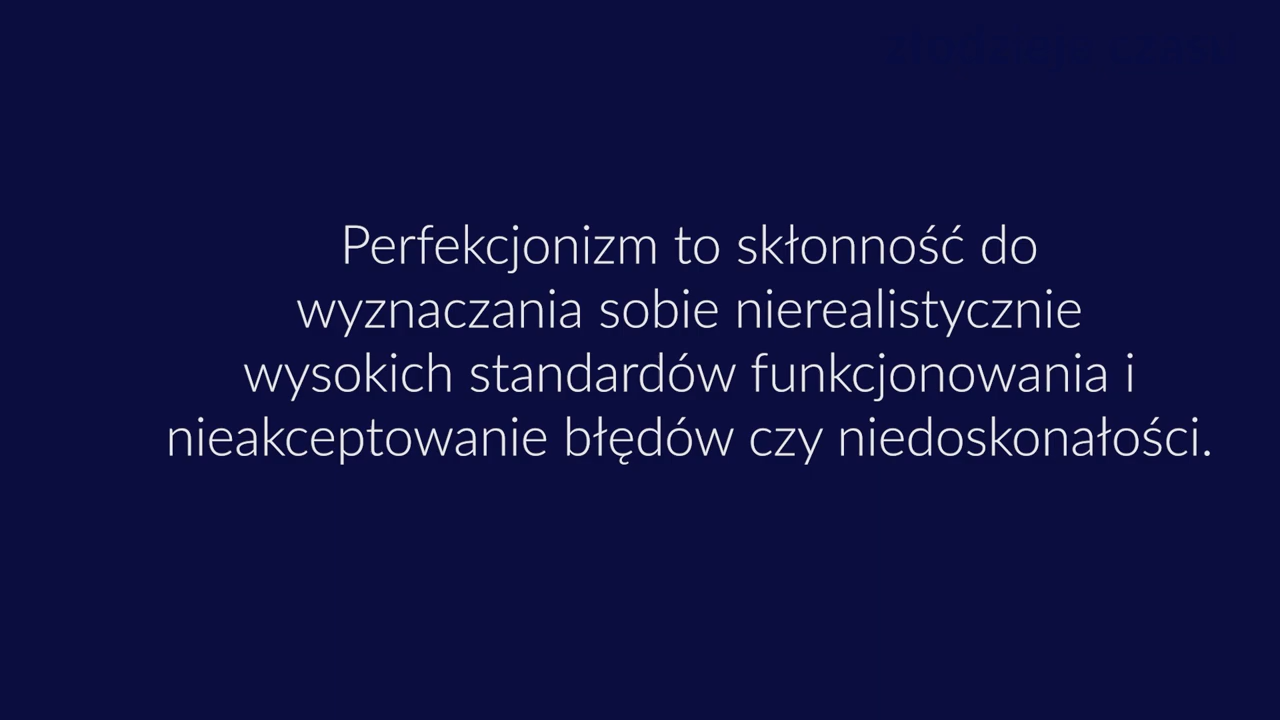 Perfekcjonizm to skłonność do
wyznaczania sobie nierealistycznie
wysokich standardów funkcjonowania i
nieakceptowanie błędów czy niedoskonałości.